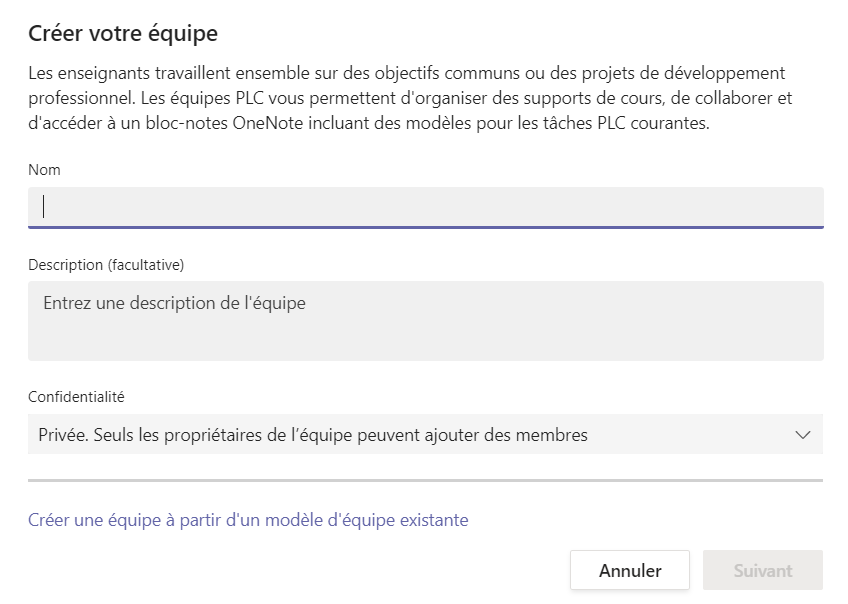 Créer votre équipe
Les enseignants travaillent ensemble sur des objectifs communs ou des projets de développement
professionnel. Les équipes PLC vous permettent d'organiser des supports de cours, de collaborer et
d'accéder à un bloc-notes OneNote incluant des modèles pour les tâches PLC courantes.
Nom
Description (facultative)
Entrez une description de l'équipe
Confidentialité
Privée. Seuls les propriétaires de l’équipe peuvent ajouter des membres
Créer une équipe à partir d'un modèle d'équipe existante
Annuler
Suivant